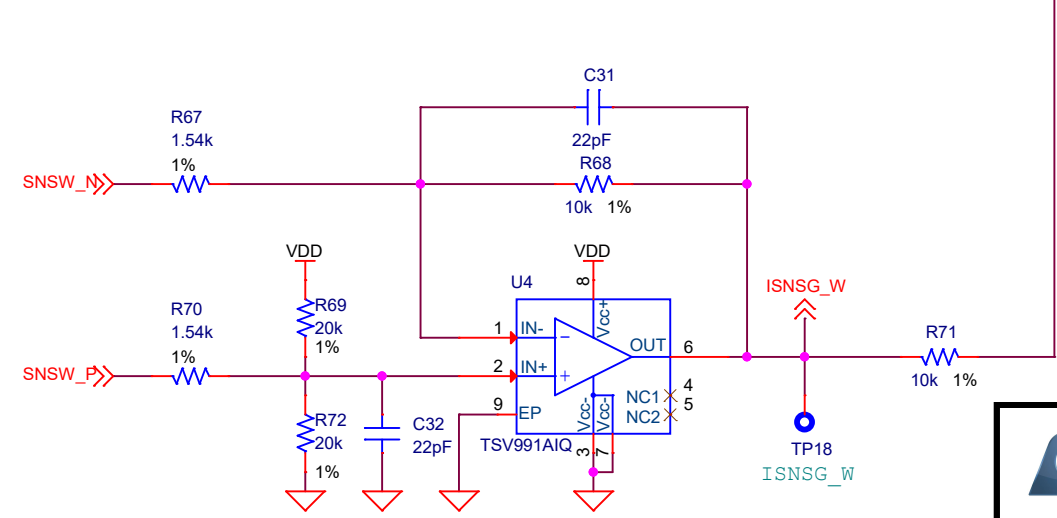 C31
22pF
R67
1.54k
1%
SNSW_N
R68
10k 1%
VDD
VDD
U4
8
Vcc+
ISNSG_W
R70
1.54k
1%
R69
20k
1%
R71
10k 1%
1 IN-
OUT 6
SNSW_P
2 IN+
NC1 4
NC2 5
9 EP
Vcc-
Vcc-
R72
20k
1%
C32
22pF
TSV991AIQ
3
7
TP18
ISNSG_W